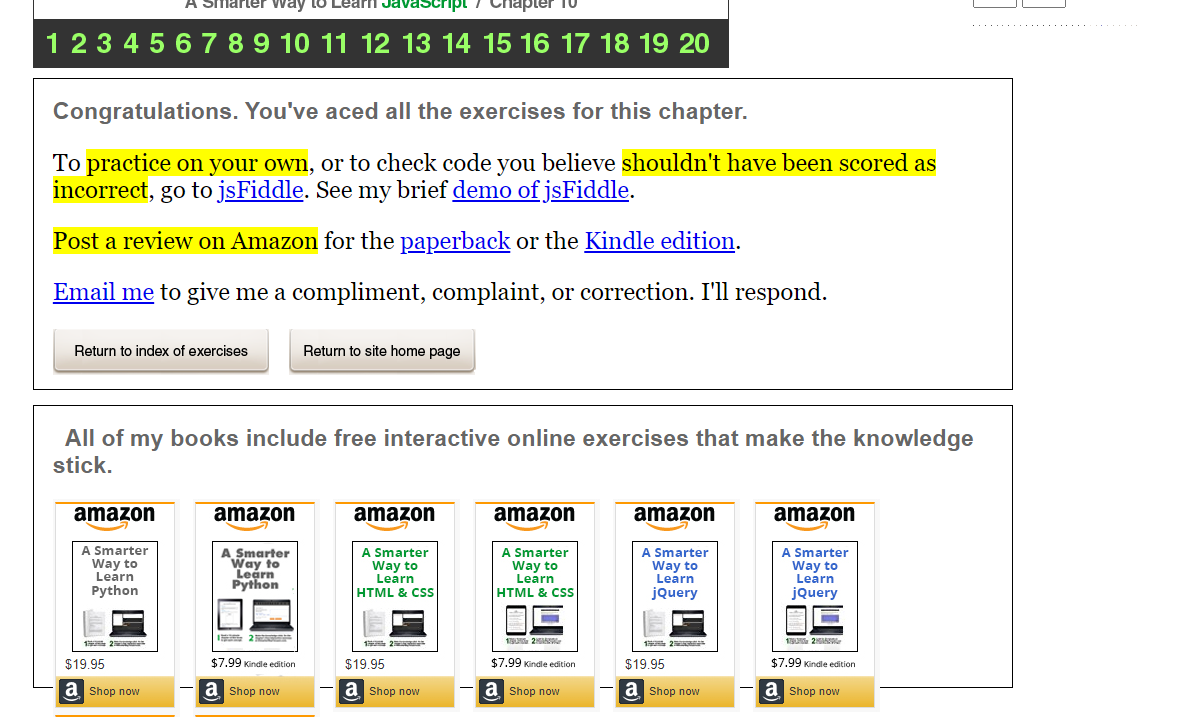 A Smarter Way to Learn JavaScript / Chapter 10
1 2 3 4 5 6 7 8 9 10 11 12 13 14 15 16 17 18 19 20
Congratulations. You've aced all the exercises for this chapter.
To practice on your own, or to check code you believe shouldn't have been scored as
incorrect, go to jsFiddle. See my brief demo of jsFiddle.
Post a review on Amazon for the paperback or the Kindle edition.
Email me to give me a compliment, complaint, or correction. I'll respond.
Return to index of exercises Return to site home page
All of my books include free interactive online exercises that make the knowledge
stick.
amazon amazon amazon amazon amazon amazon
A Smarter A Smarter A Smarter A Smarter A Smarter A Smarter
Way to Way to Way to Way to Way to Way to
Learn Learn Learn Learn Learn Learn
Python Python HTML & CSS HTML & CSS jQuery jQuery
$19.95 $7.99 Kindle edition $19.95 $7.99 Kindle edition $19.95 $7.99 Kindle edition
a Shop now a Shop now a Shop now a Shop now a Shop now a Shop now